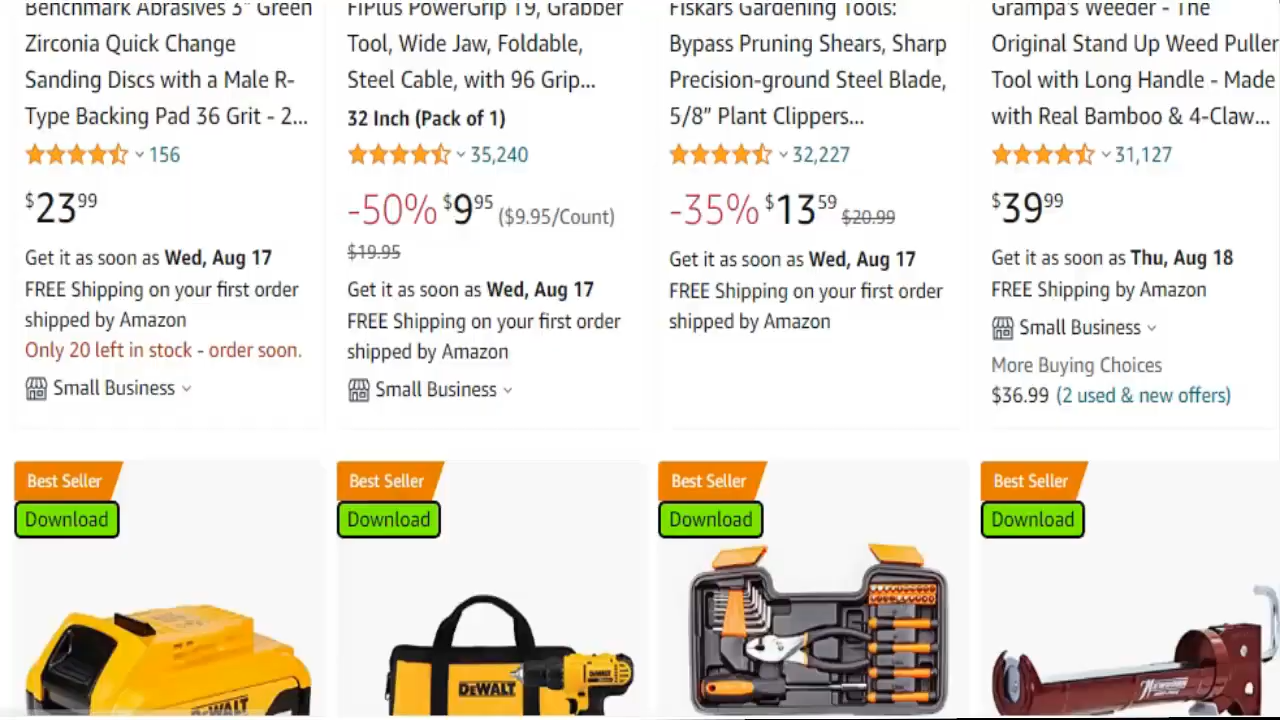 Benchmark Abrasives 3" Green
Zirconia Quick Change
Sanding Discs with a Male R-
Type Backing Pad 36 Grit - 2...
156
$23.99
Get it as soon as Wed, Aug 17
FREE Shipping on your first order
shipped by Amazon
Only 20 left in stock - order soon.
Small Business
FiPlus PowerGrip T9, Grabber
Tool, Wide Jaw, Foldable,
Steel Cable, with 96 Grip...
32 Inch (Pack of 1)
35,240
-50% $9.95 ($9.95/Count)
$19.95
Get it as soon as Wed, Aug 17
FREE Shipping on your first order
shipped by Amazon
Small Business
Fiskars Gardening Tools:
Bypass Pruning Shears, Sharp
Precision-ground Steel Blade,
5/8” Plant Clippers...
32,227
-35% $13.59 $20.99
Get it as soon as Wed, Aug 17
FREE Shipping on your first order
shipped by Amazon
Grampa's Weeder - The
Original Stand Up Weed Puller
Tool with Long Handle - Made
with Real Bamboo & 4-Claw...
31,127
$39.99
Get it as soon as Thu, Aug 18
FREE Shipping by Amazon
Small Business
More Buying Choices
$36.99 (2 used & new offers)
Best Seller
Download
DEWALT
Best Seller
Download
DEWALT
Best Seller
Download
Best Seller
Download
Newborn